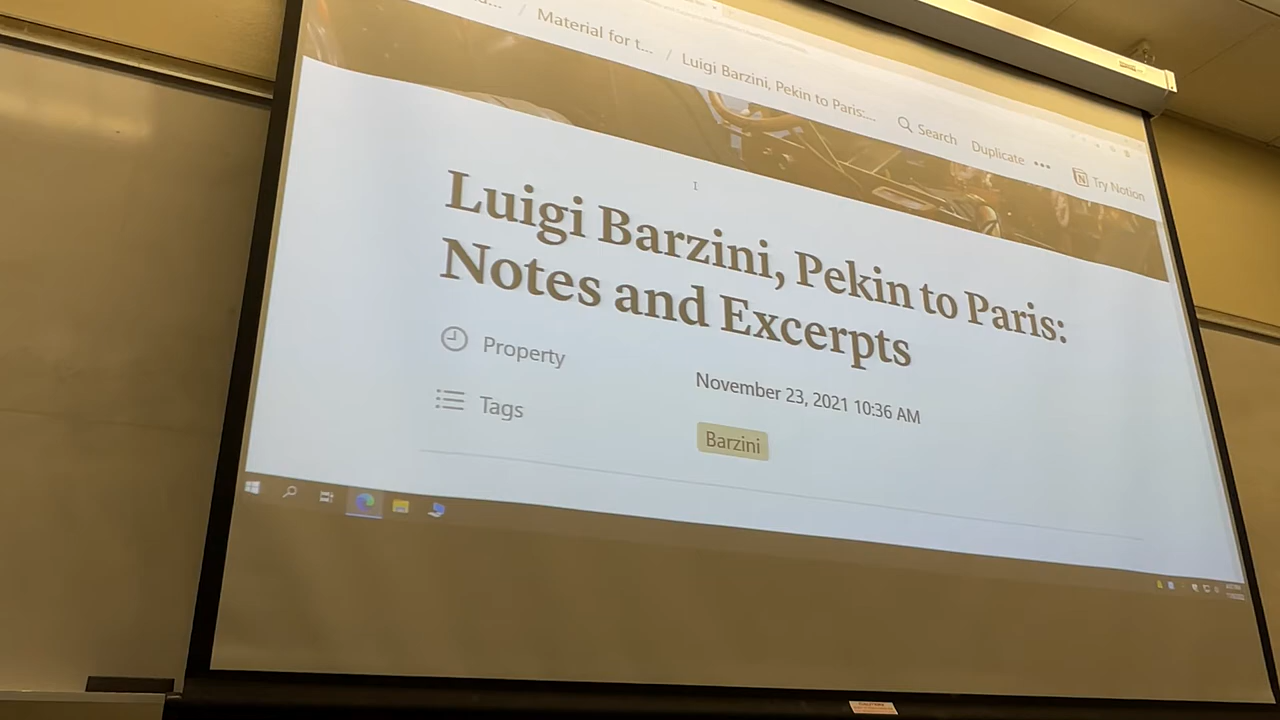 Material for t... / Luigi Barzini, Pekin to Paris:... Search Duplicate ••• Try Notion
Luigi Barzini, Pekin to Paris:
Notes and Excerpts
Property November 23, 2021 10:36 AM
Tags Barzini